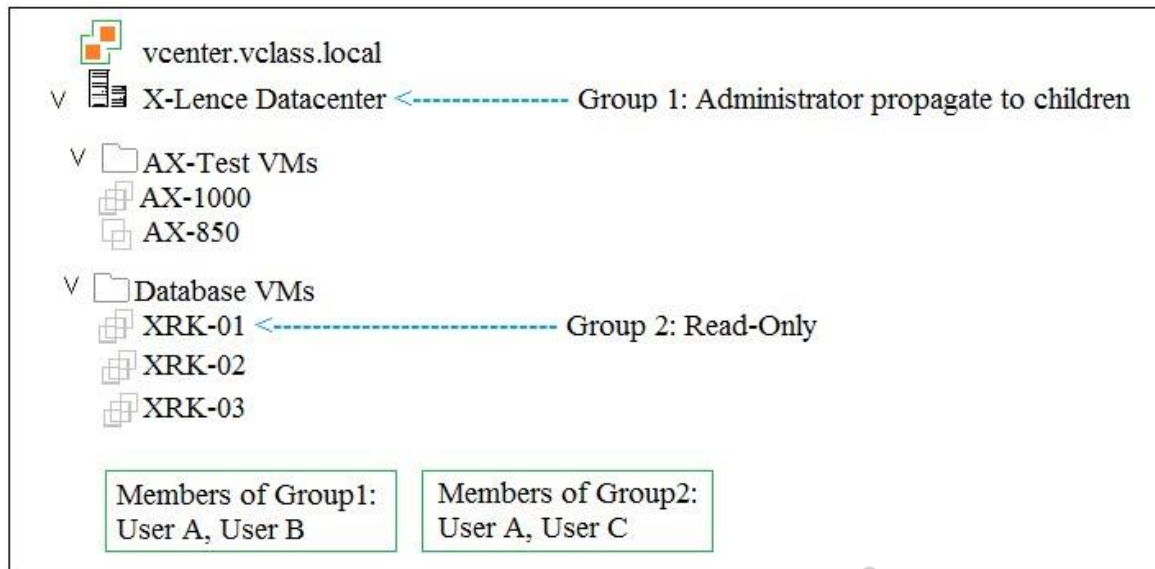 vcenter.vclass.local
X-Lence Datacenter <-------------- Group 1: Administrator propagate to children
AX-Test VMs
AX-1000
AX-850
Database VMs
XRK-01 <-------------------------- Group 2: Read-Only
XRK-02
XRK-03
Members of Group1:
User A, User B
Members of Group2:
User A, User C